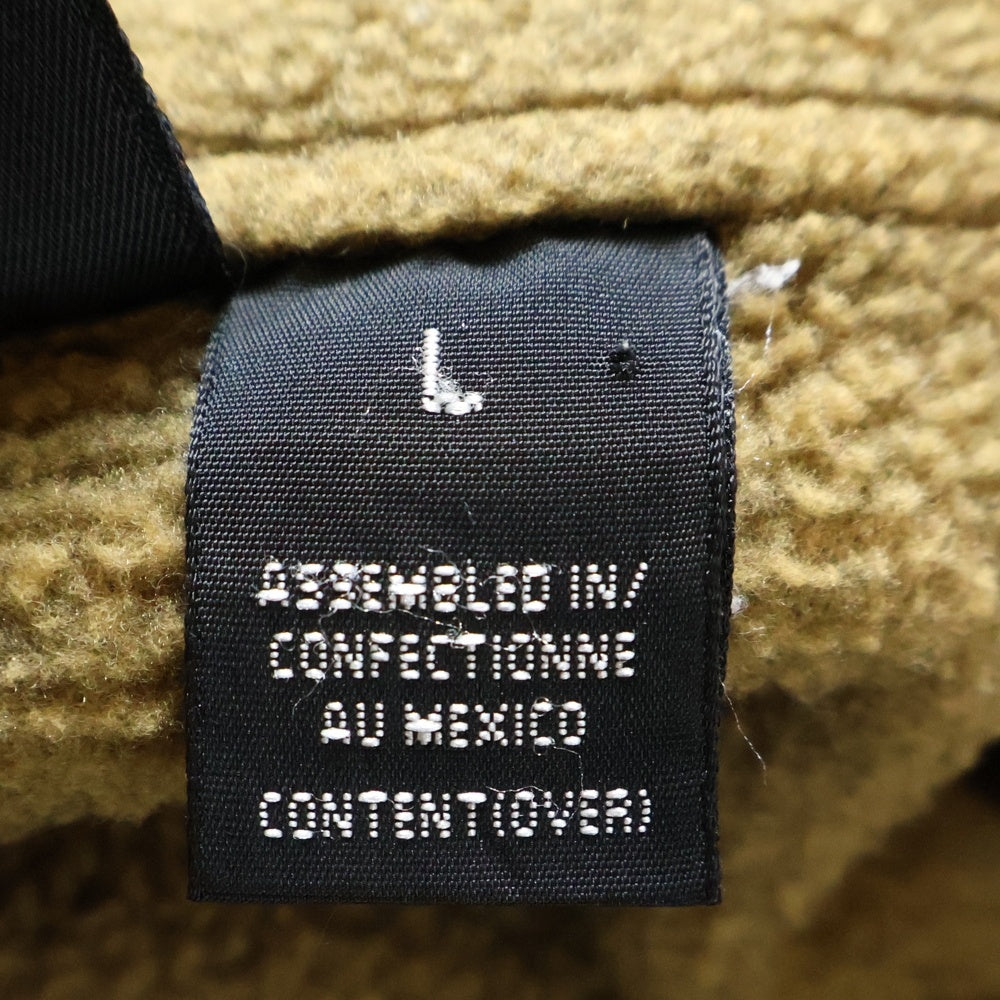 L
ASSEMBLED IN/
CONFECTIONNE
AU MEXICO
CONTENT(OVER)